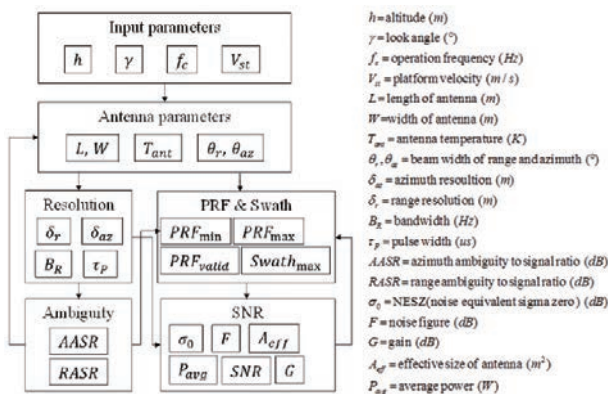 Input parameters
h γ f_c V_st
Antenna parameters
L, W T_ant θ_r, θ_az
Resolution
δ_r δ_az
B_R τ_P
PRF & Swath
PRF_min PRF_max
PRF_valid Swath_max
Ambiguity
AASR
RASR
SNR
σ_0 F A_eff
P_avg SNR G
h = altitude (m)
γ = look angle (°)
f_c = operation frequency (Hz)
V_st = platform velocity (m / s)
L = length of antenna (m)
W = width of antenna (m)
T_ant = antenna temperature (K)
θ_r, θ_az = beam width of range and azimuth (°)
δ_az = azimuth resoultion (m)
δ_r = range resolution (m)
B_R = bandwidth (Hz)
τ_P = pulse width (us)
AASR = azimuth ambiguity to signal ratio (dB)
RASR = range ambiguity to signal ratio (dB)
σ_0 = NESZ(noise equivalent sigma zero) (dB)
F = noise figure (dB)
G = gain (dB)
A_eff = effective size of antenna (m²)
P_avg = average power (W)